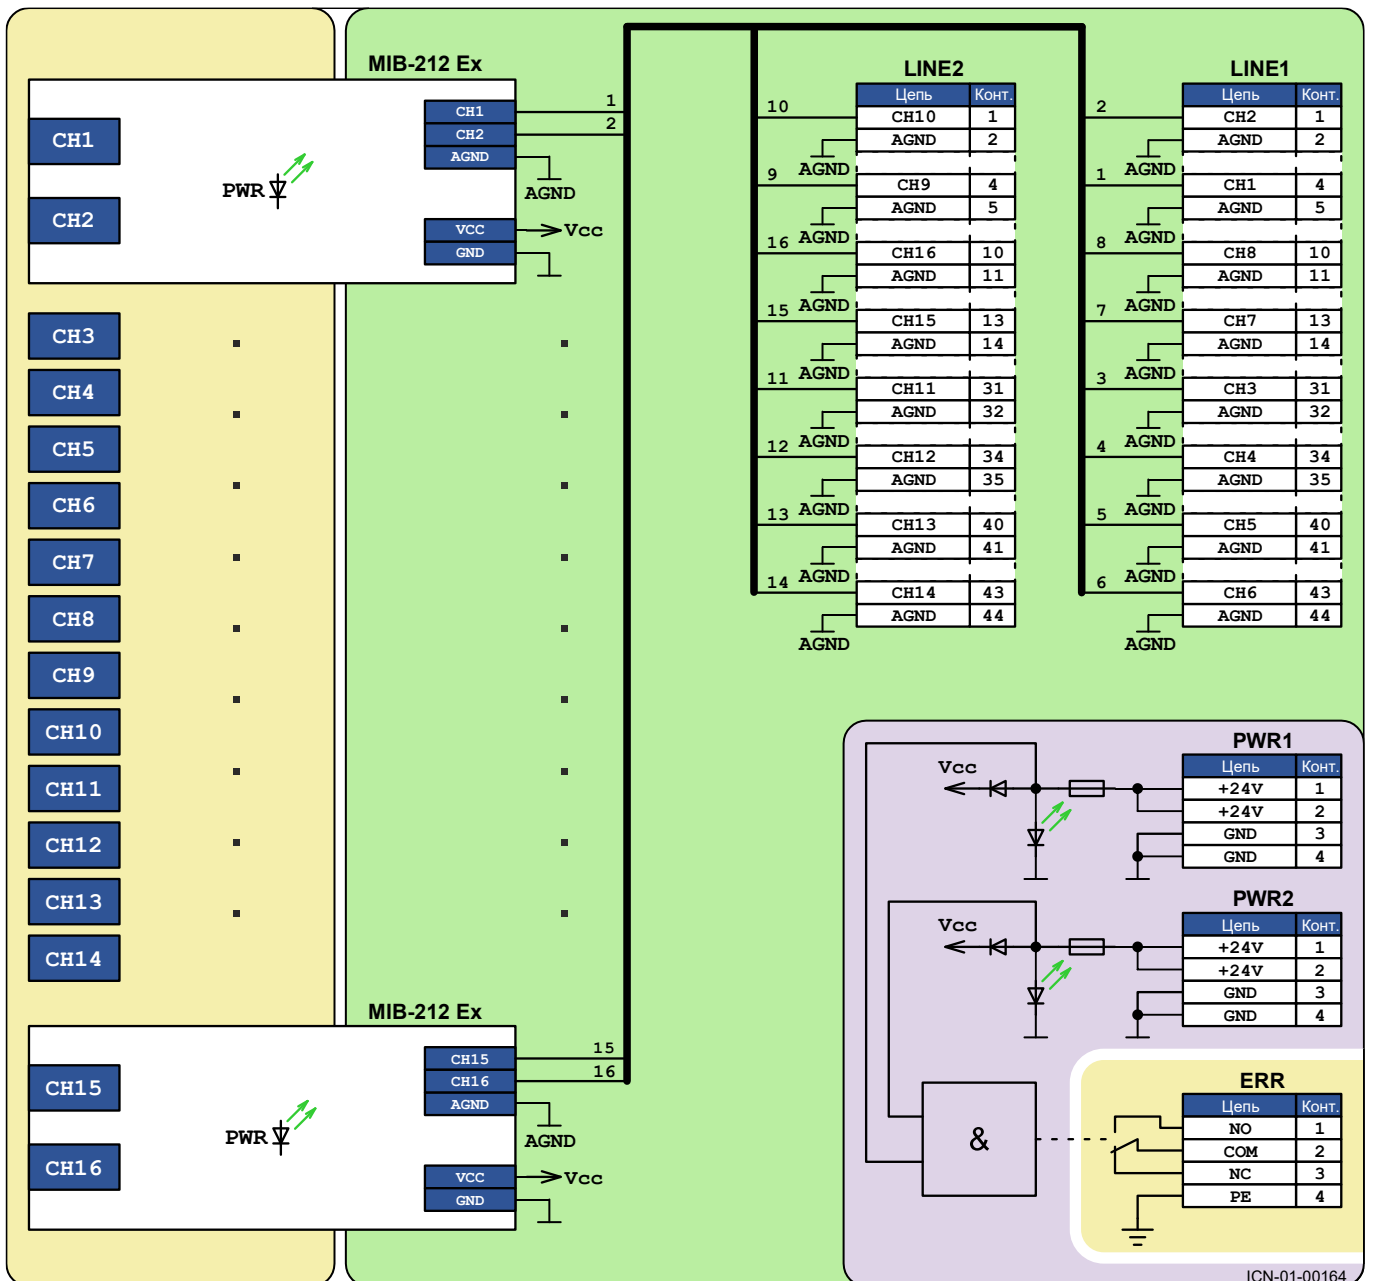 MIB-212 Ex
CH1
CH2
PWR
CH1
CH2
AGND
VCC
GND
1
2
AGND
Vcc
CH3
CH4
CH5
CH6
CH7
CH8
CH9
CH10
CH11
CH12
CH13
CH14
MIB-212 Ex
CH15
CH16
PWR
CH15
CH16
AGND
VCC
GND
15
16
AGND
Vcc
LINE2
Цепь Конт.
10 CH10 1
AGND 2
AGND
9 CH9 4
AGND 5
AGND
16 CH16 10
AGND 11
AGND
15 CH15 13
AGND 14
AGND
11 CH11 31
AGND 32
AGND
12 CH12 34
AGND 35
AGND
13 CH13 40
AGND 41
AGND
14 CH14 43
AGND 44
AGND
LINE1
Цепь Конт.
2 CH2 1
AGND 2
AGND
1 CH1 4
AGND 5
AGND
8 CH8 10
AGND 11
AGND
7 CH7 13
AGND 14
AGND
3 CH3 31
AGND 32
AGND
4 CH4 34
AGND 35
AGND
5 CH5 40
AGND 41
AGND
6 CH6 43
AGND 44
AGND
PWR1
Vcc
Цепь Конт.
+24V 1
+24V 2
GND 3
GND 4
PWR2
Vcc
Цепь Конт.
+24V 1
+24V 2
GND 3
GND 4
&
ERR
Цепь Конт.
NO 1
COM 2
NC 3
PE 4
ICN-01-00164